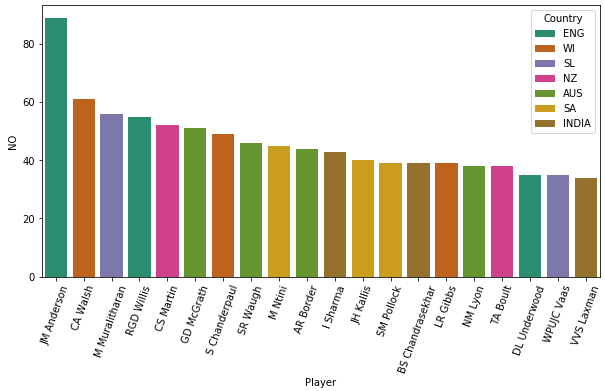 Country
ENG
WI
SL
NZ
AUS
SA
INDIA
NO
80
60
40
20
0
JM Anderson
CA Walsh
M Muralitharan
RGD Willis
CS Martin
GD McGrath
S Chanderpaul
SR Waugh
M Ntini
AR Border
I Sharma
JH Kallis
SM Pollock
BS Chandrasekhar
LR Gibbs
NM Lyon
TA Boult
DL Underwood
WPUJC Vaas
VVS Laxman
Player